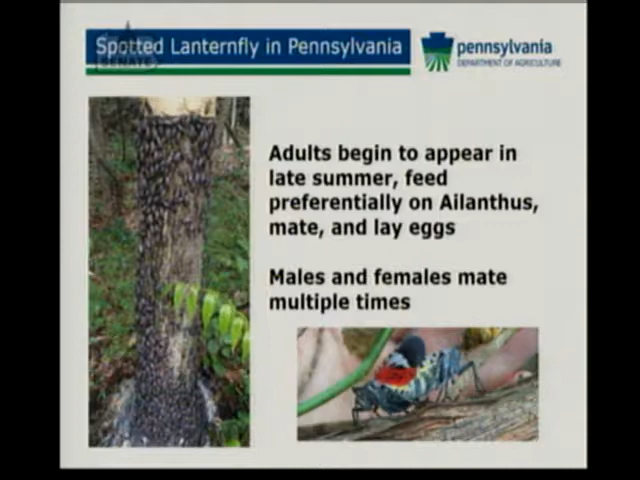 Spotted Lanternfly in Pennsylvania
SENATE
pennsylvania
DEPARTMENT OF AGRICULTURE
Adults begin to appear in
late summer, feed
preferentially on Ailanthus,
mate, and lay eggs
Males and females mate
multiple times